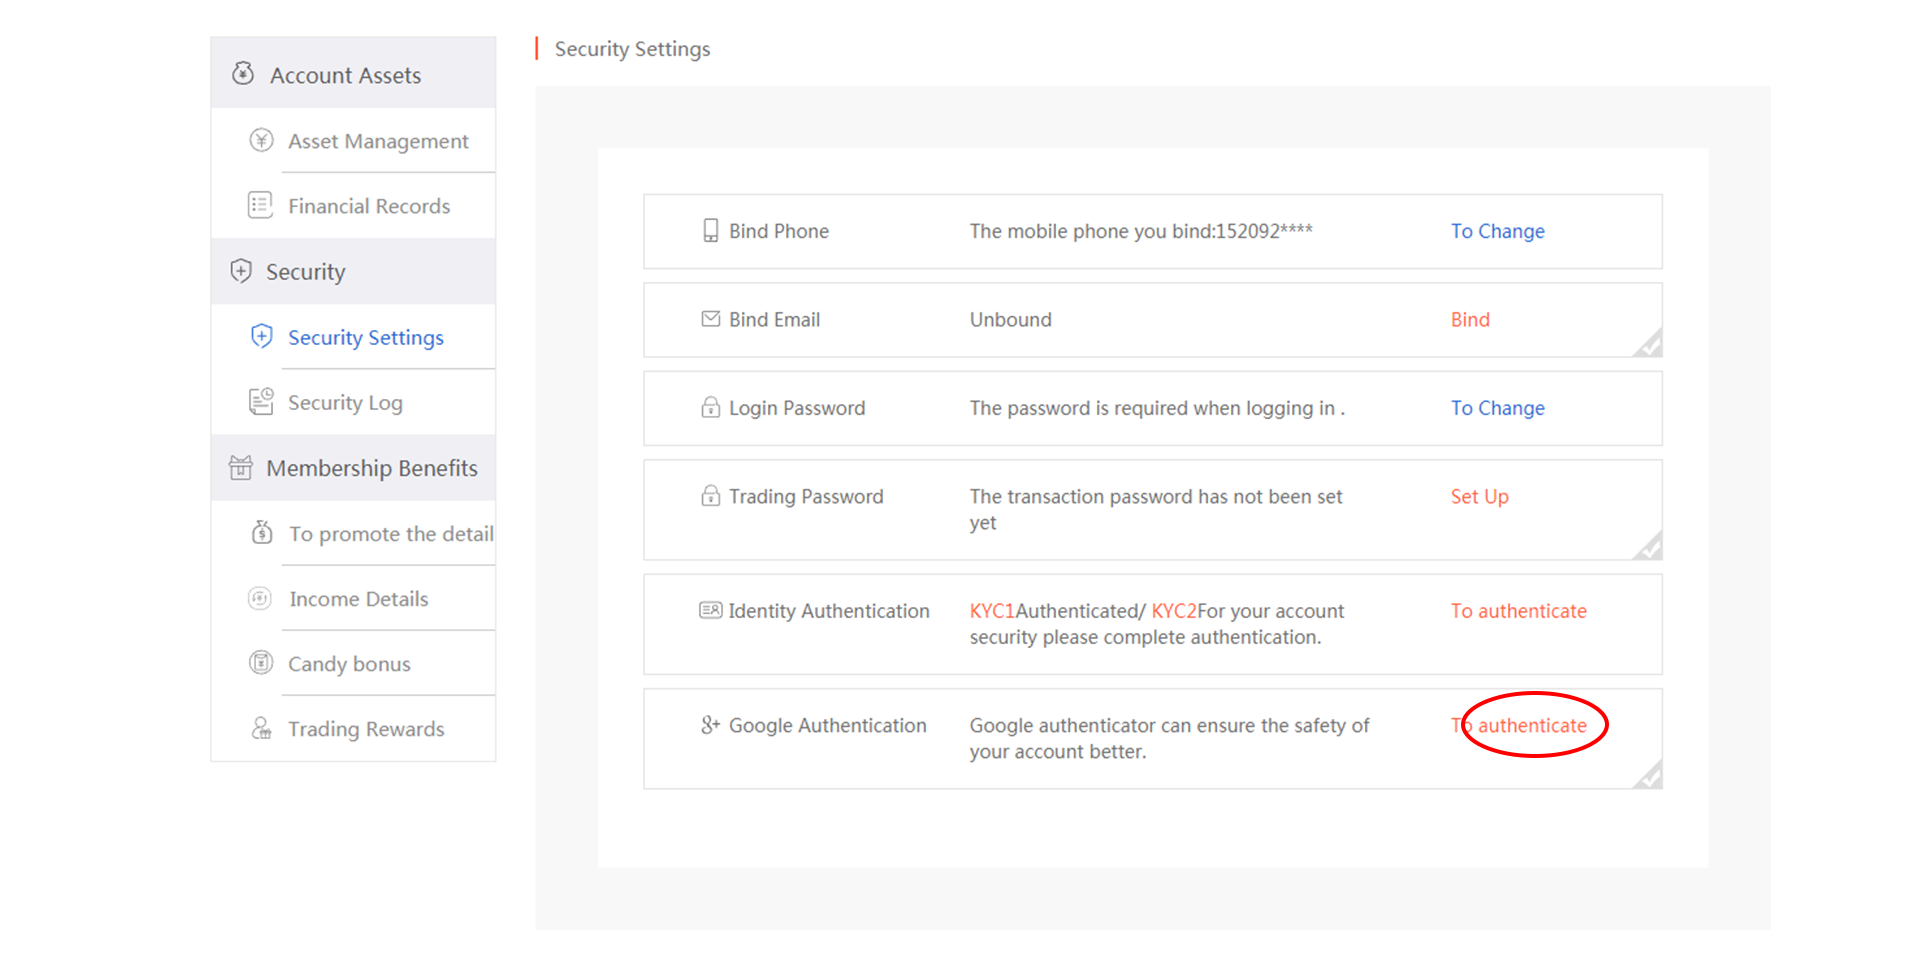 Account Assets
Asset Management
Financial Records
Security
Security Settings
Security Log
Membership Benefits
To promote the detail
Income Details
Candy bonus
Trading Rewards
Security Settings
Bind Phone The mobile phone you bind:152092**** To Change
Bind Email Unbound Bind
Login Password The password is required when logging in . To Change
Trading Password The transaction password has not been set Set Up
yet
Identity Authentication KYC1Authenticated/ KYC2For your account To authenticate
security please complete authentication.
Google Authentication Google authenticator can ensure the safety of To authenticate
your account better.